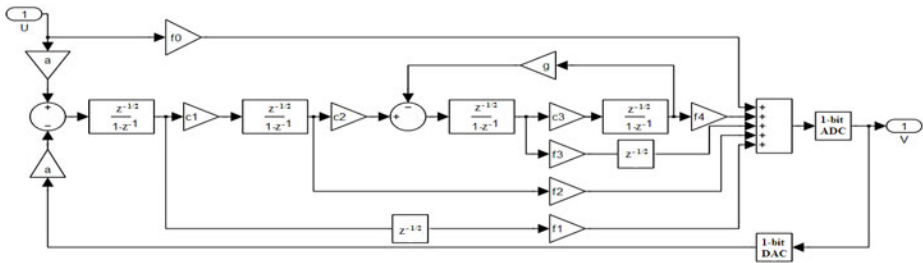 1
U
f0
a
g
+
−
z-1/2
1-z-1
c1
z-1/2
1-z-1
c2
−
+
z-1/2
1-z-1
c3
z-1/2
1-z-1
f4
+
+
+
+
+
1-bit
ADC
1
V
a
f3
z-1/2
f2
z-1/2
f1
1-bit
DAC